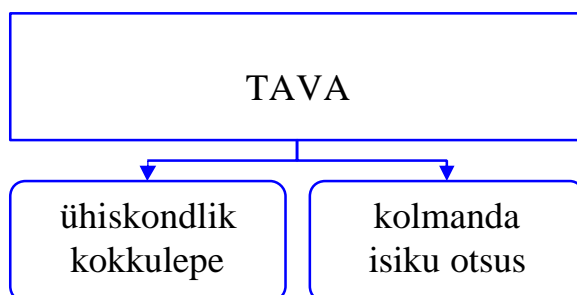 TAVA
ühiskondlik
kokkulepe
kolmanda
isiku otsus